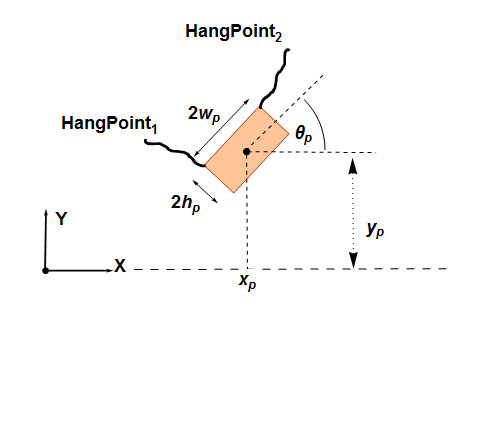 HangPoint₂
2wₚ
HangPoint₁
θₚ
2hₚ
Y
yₚ
X
xₚ